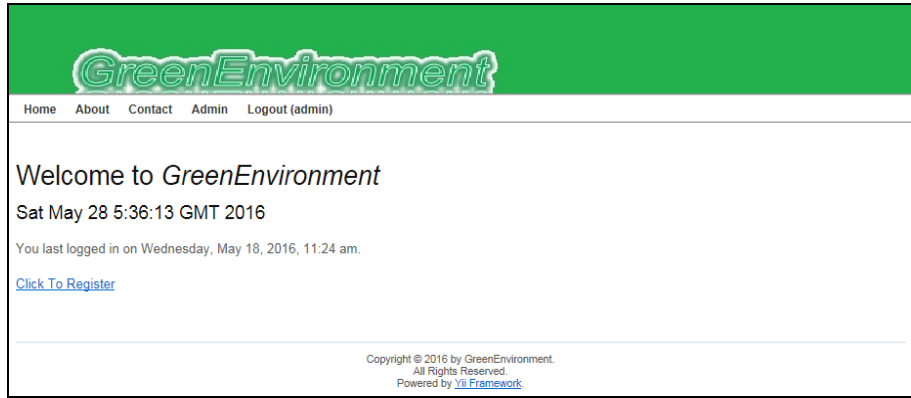 GreenEnvironment
Home About Contact Admin Logout (admin)
Welcome to GreenEnvironment
Sat May 28 5:36:13 GMT 2016
You last logged in on Wednesday, May 18, 2016, 11:24 am.
Click To Register
Copyright © 2016 by GreenEnvironment.
All Rights Reserved.
Powered by Yii Framework.